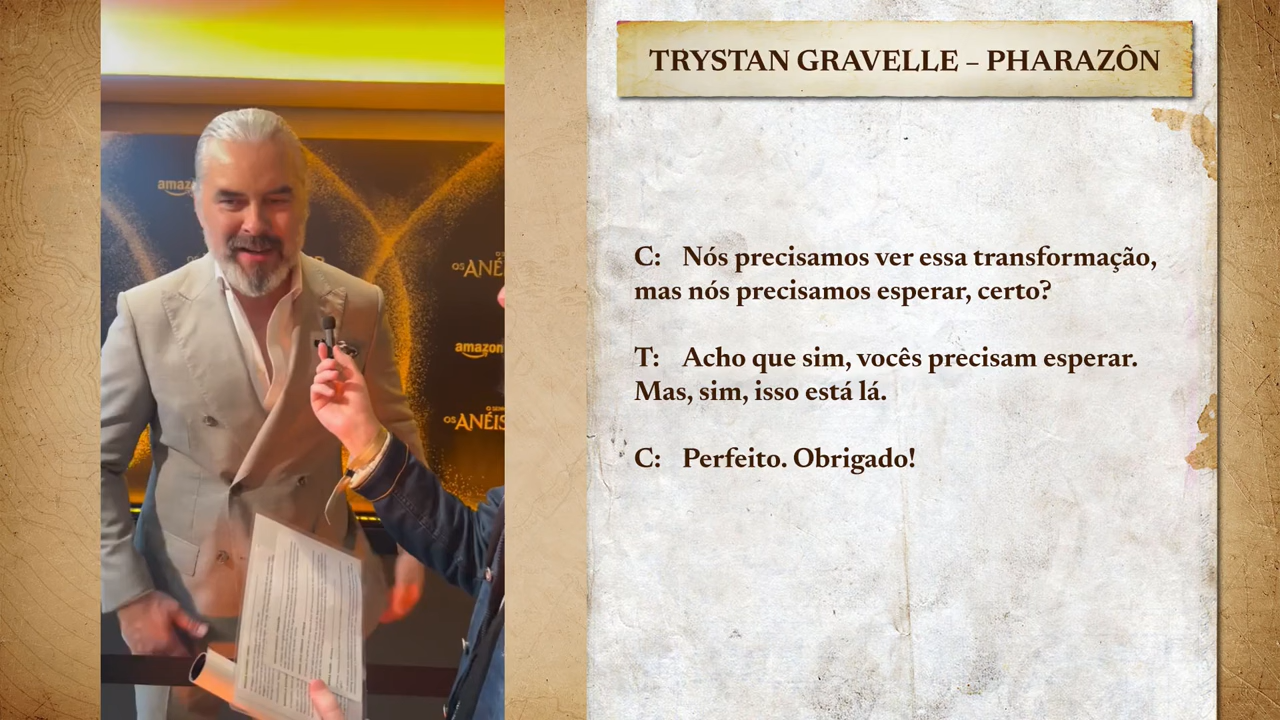 TRYSTAN GRAVELLE – PHARAZÔN
C: Nós precisamos ver essa transformação,
mas nós precisamos esperar, certo?
T: Acho que sim, vocês precisam esperar.
Mas, sim, isso está lá.
C: Perfeito. Obrigado!
amazon
OS ANÉIS
amazon
OS ANÉIS